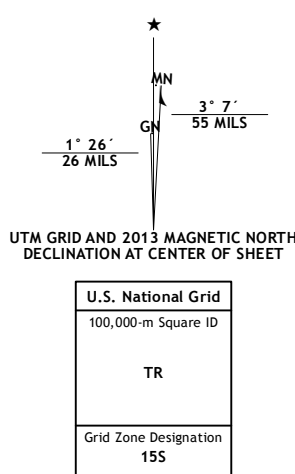 ★
MN
3° 7´
55 MILS
GN
1° 26´
26 MILS
UTM GRID AND 2013 MAGNETIC NORTH
DECLINATION AT CENTER OF SHEET
U.S. National Grid
100,000-m Square ID
TR
Grid Zone Designation
15S